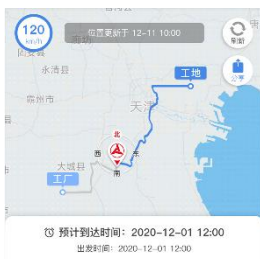 120
km/h
位置更新于 12-11 10:00
刷新
永清县
工地
分享
霸州市
天津
北
西
东
南
大城县
工厂
预计到达时间：2020-12-01 12:00
出发时间：2020-12-01 12:00